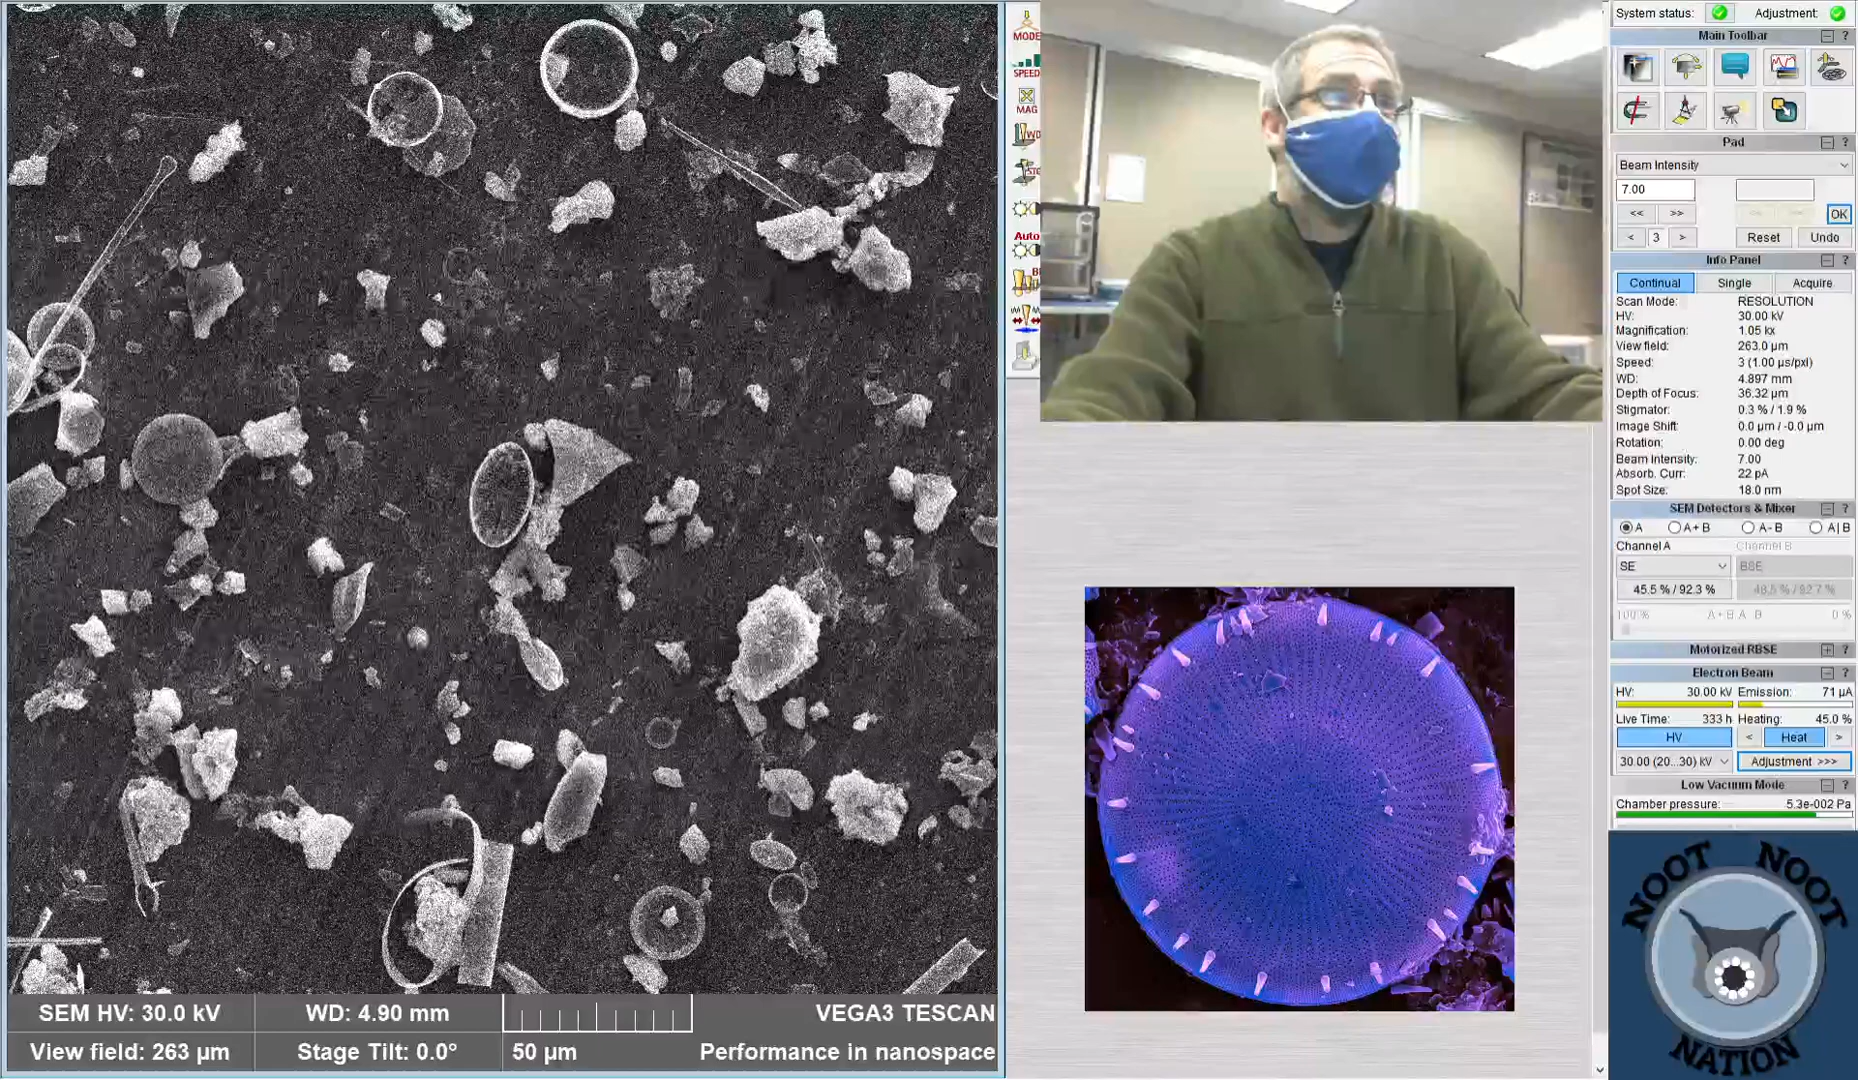 SEM HV: 30.0 kV
WD: 4.90 mm
VEGA3 TESCAN
View field: 263 µm
Stage Tilt: 0.0°
50 µm
Performance in nanospace
MODE
SPEED
MAG
WD
Auto
System status:
Adjustment:
Main Toolbar
Pad
Beam Intensity
7.00
<< >>
OK
< 3 >
Reset
Undo
Info Panel
Continual
Single
Acquire
Scan Mode: RESOLUTION
HV: 30.00 kV
Magnification: 1.05 kx
View field: 263.0 µm
Speed: 3 (1.00 µs/pxl)
WD: 4.897 mm
Depth of Focus: 36.32 µm
Stigmator: 0.3 % / 1.9 %
Image Shift: 0.0 µm / -0.0 µm
Rotation: 0.00 deg
Beam Intensity: 7.00
Absorb. Curr: 22 pA
Spot Size: 18.0 nm
SEM Detectors & Mixer
A A + B A - B A | B
Channel A Channel B
SE BSE
45.5 % / 92.3 %
100 % A + B A B 0 %
Motorized RBSE
Electron Beam
HV: 30.00 kV Emission: 71 µA
Live Time: 333 h Heating: 45.0 %
HV < Heat >
30.00 (20...30) kV Adjustment >>>
Low Vacuum Mode
Chamber pressure: 5.3e-002 Pa
NOOT NOOT
NATION